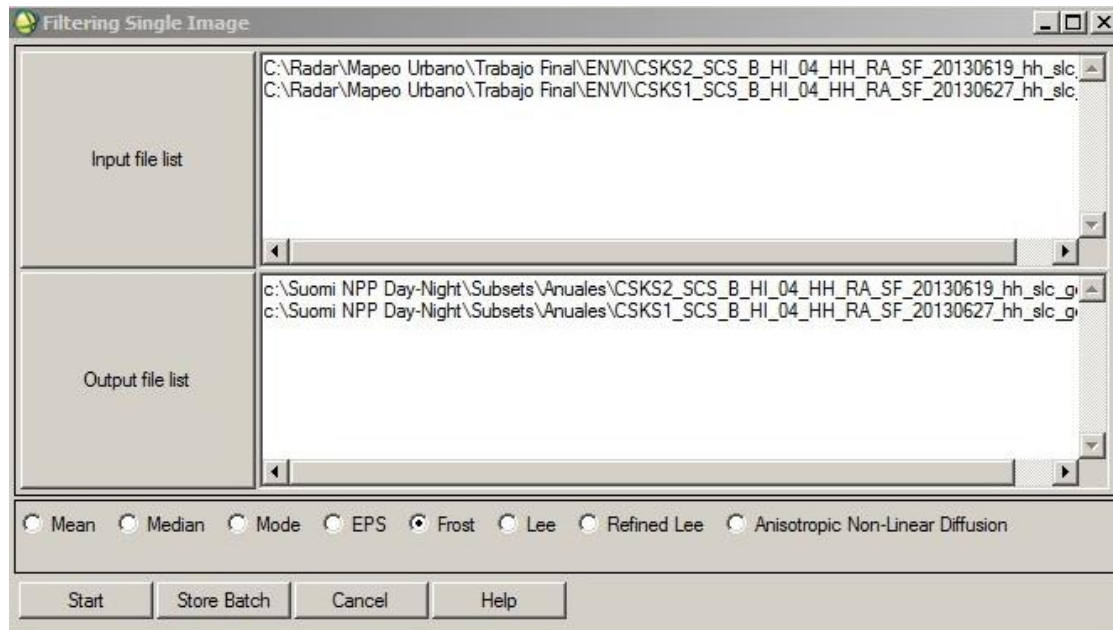 Filtering Single Image
Input file list
C:\Radar\Mapeo Urbano\Trabajo Final\ENVI\CSKS2_SCS_B_HI_04_HH_RA_SF_20130619_hh_slc_
C:\Radar\Mapeo Urbano\Trabajo Final\ENVI\CSKS1_SCS_B_HI_04_HH_RA_SF_20130627_hh_slc_
Output file list
c:\Suomi NPP Day-Night\Subsets\Anuales\CSKS2_SCS_B_HI_04_HH_RA_SF_20130619_hh_slc_g
c:\Suomi NPP Day-Night\Subsets\Anuales\CSKS1_SCS_B_HI_04_HH_RA_SF_20130627_hh_slc_g
Mean Median Mode EPS Frost Lee Refined Lee Anisotropic Non-Linear Diffusion
Start Store Batch Cancel Help